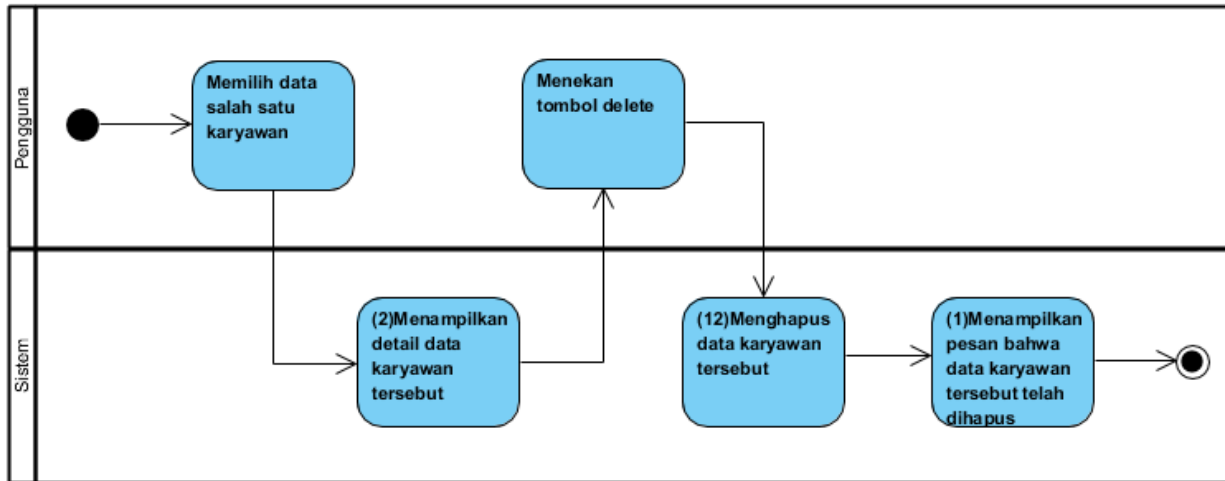 Pengguna
Memilih data
salah satu
karyawan
Menekan
tombol delete
Sistom
(2)Menampilkan
detail data
karyawan
tersebut
(12)Menghapus
data karyawan
tersebut
(1)Menampilkan
pesan bahwa
data karyawan
tersebut telah
dihapus